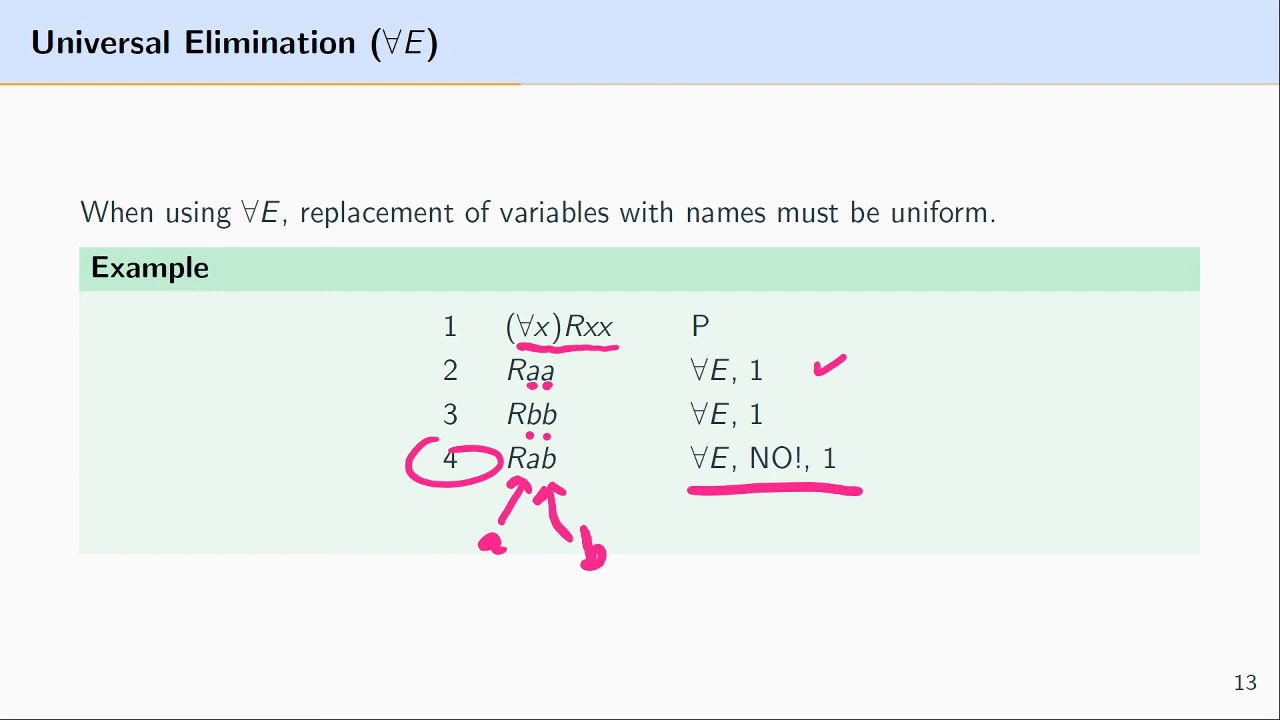 Universal Elimination (∀E)
When using ∀E, replacement of variables with names must be uniform.
Example
1 (∀x)Rxx P
2 Raa ∀E, 1
3 Rbb ∀E, 1
4 Rab ∀E, NO!, 1
a b
13